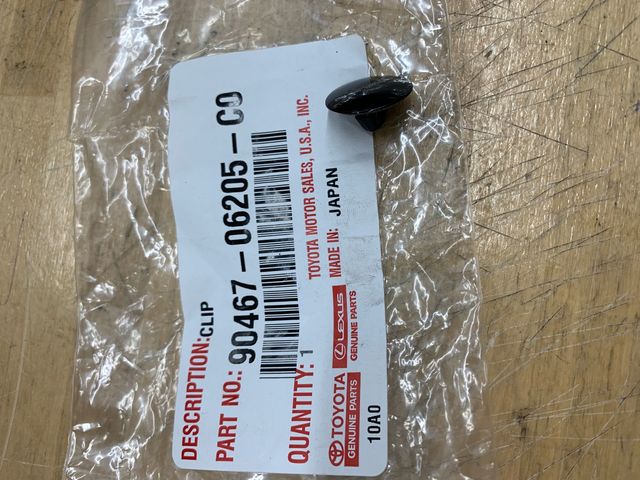 DESCRIPTION:CLIP
PART NO.: 90467-06205-C0
QUANTITY: 1
TOYOTA MOTOR SALES, U.S.A., INC.
MADE IN: JAPAN
TOYOTA
GENUINE PARTS
LEXUS
GENUINE PARTS
10A0